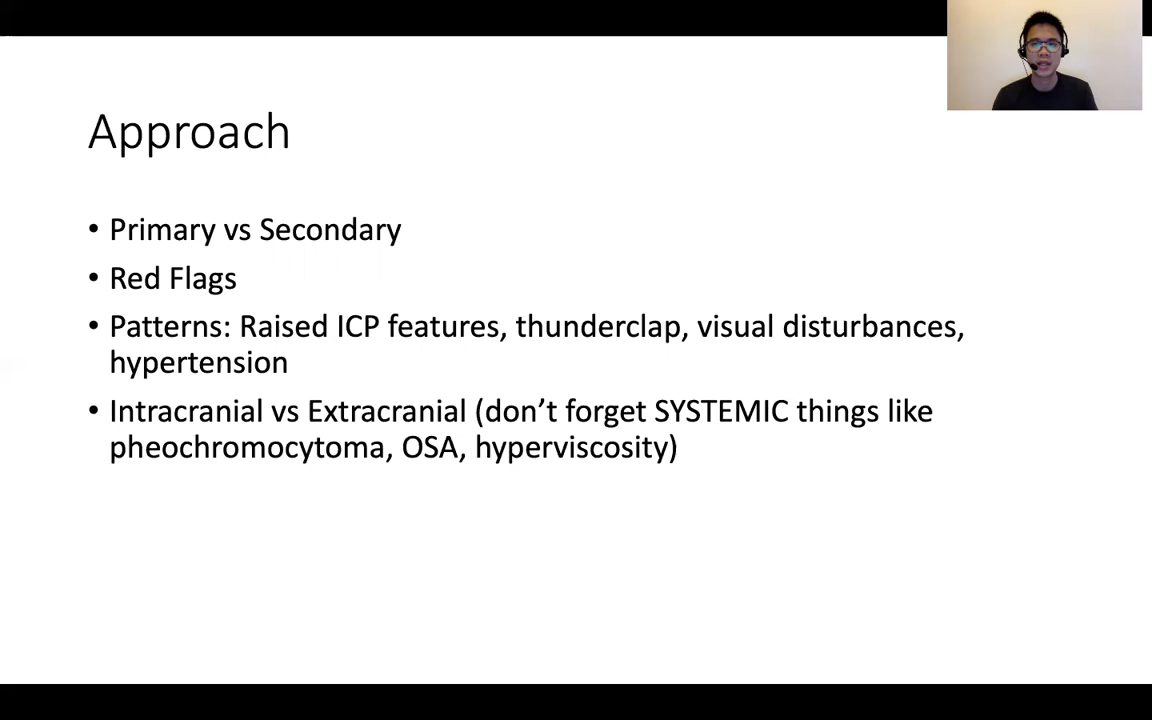 Approach
• Primary vs Secondary
• Red Flags
• Patterns: Raised ICP features, thunderclap, visual disturbances,
hypertension
• Intracranial vs Extracranial (don’t forget SYSTEMIC things like
pheochromocytoma, OSA, hyperviscosity)